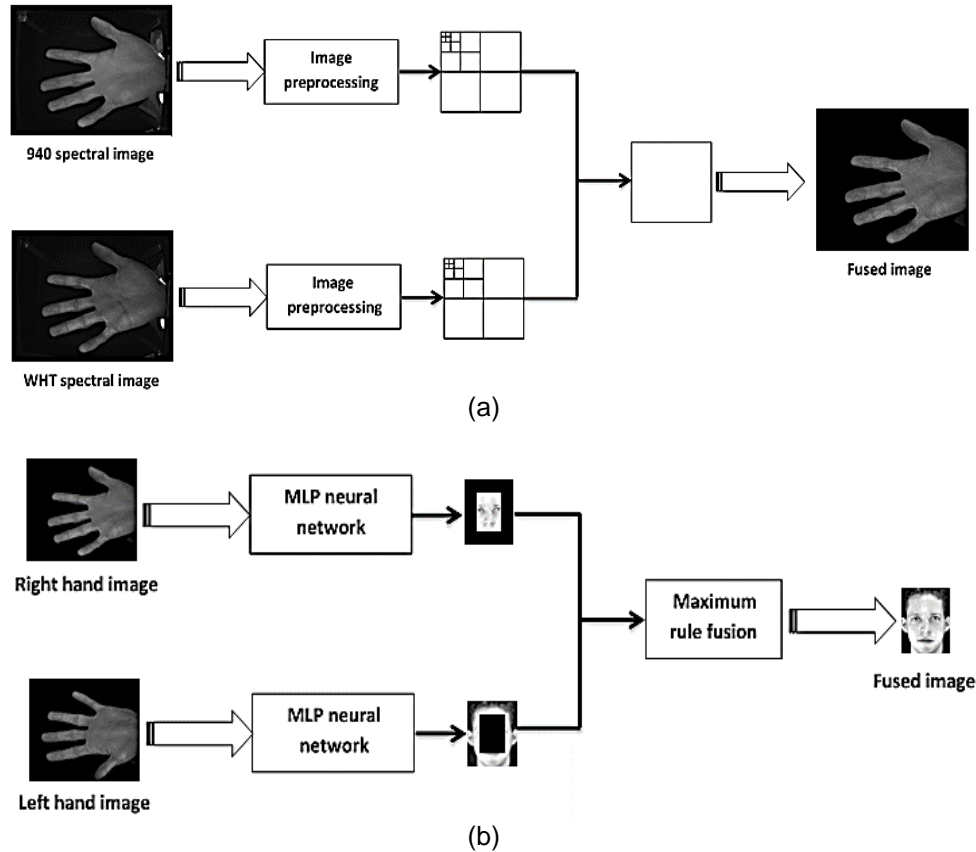 Image
preprocessing
940 spectral image
Image
preprocessing
Fused image
WHT spectral image
(a)
MLP neural
network
Right hand image
Maximum
rule fusion
Fused image
MLP neural
network
Left hand image
(b)